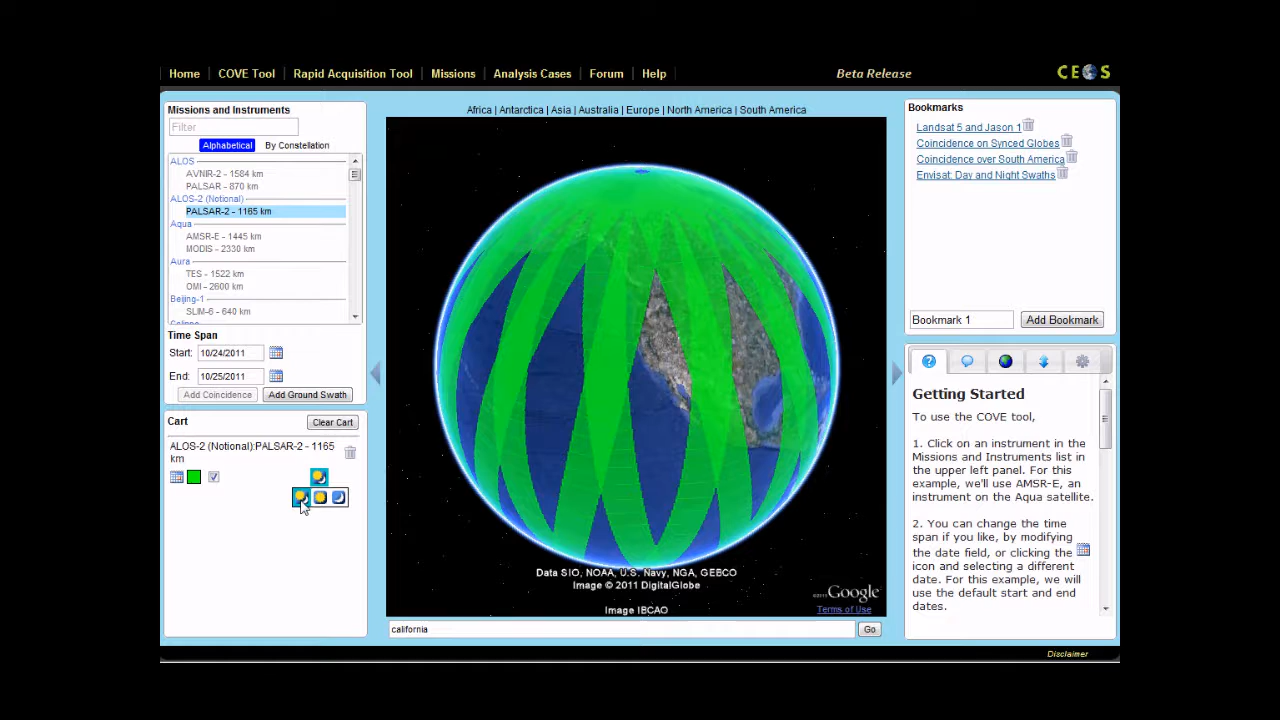 Home COVE Tool Rapid Acquisition Tool Missions Analysis Cases Forum Help Beta Release CEOS
Missions and Instruments
Filter
Alphabetical By Constellation
ALOS
AVNIR-2 - 1584 km
PALSAR - 870 km
ALOS-2 (Notional)
PALSAR-2 - 1165 km
Aqua
AMSR-E - 1445 km
MODIS - 2330 km
Aura
TES - 1522 km
OMI - 2600 km
Beijing-1
SLIM-6 - 640 km
Time Span
Start: 10/24/2011
End: 10/25/2011
Add Coincidence Add Ground Swath
Cart Clear Cart
ALOS-2 (Notional):PALSAR-2 - 1165
km
Africa | Antarctica | Asia | Australia | Europe | North America | South America
Data SIO, NOAA, U.S. Navy, NGA, GEBCO
Image © 2011 DigitalGlobe
Image IBCAO
©2011 Google
Terms of Use
california Go
Bookmarks
Landsat 5 and Jason 1
Coincidence on Synced Globes
Coincidence over South America
Envisat: Day and Night Swaths
Bookmark 1 Add Bookmark
Getting Started
To use the COVE tool,
1. Click on an instrument in the
Missions and Instruments list in
the upper left panel. For this
example, we'll use AMSR-E, an
instrument on the Aqua satellite.
2. You can change the time
span if you like, by modifying
the date field, or clicking the
icon and selecting a different
date. For this example, we will
use the default start and end
dates.
Disclaimer